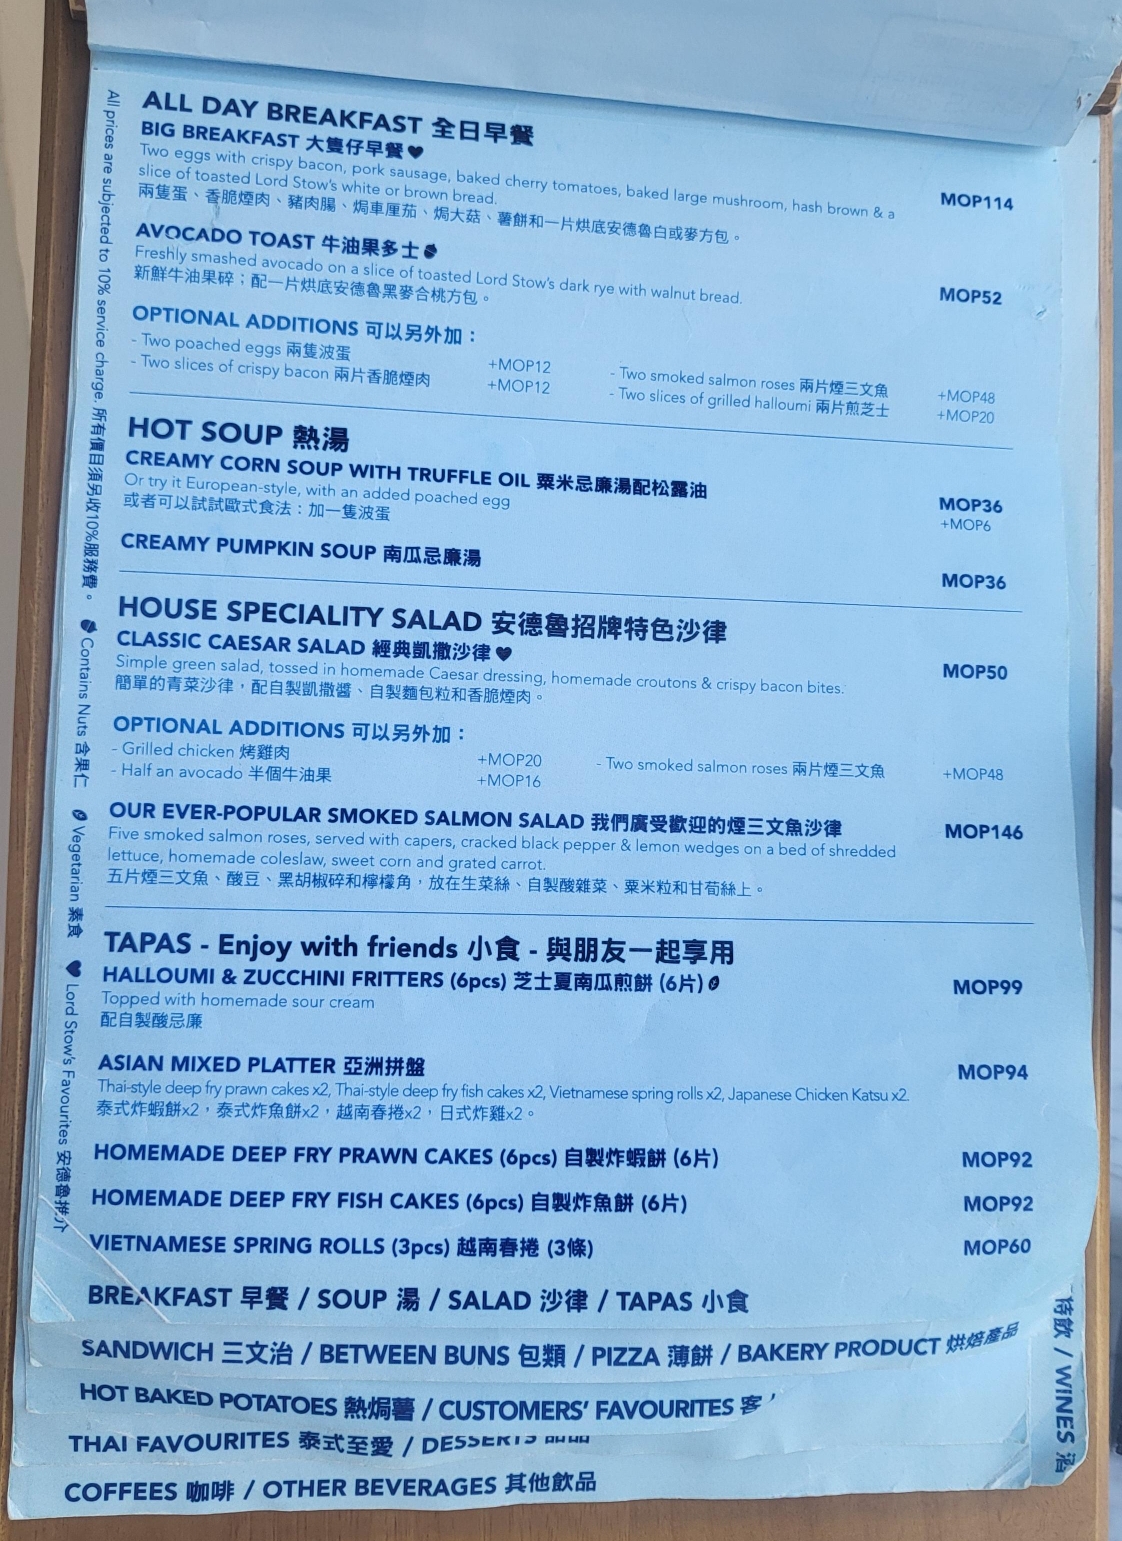 ALL DAY BREAKFAST 全日早餐
BIG BREAKFAST 大隻仔早餐♥
Two eggs with crispy bacon, pork sausage, baked cherry tomatoes, baked large mushroom, hash brown & a
slice of toasted Lord Stow's white or brown bread.
MOP114
兩隻蛋、香脆煙肉、豬肉腸、焗車厘茄、焗大菇、薯餅和一片烘底安德魯白或麥方包。
AVOCADO TOAST 牛油果多士
Freshly smashed avocado on a slice of toasted Lord Stow's dark rye with walnut bread.
MOP52
新鮮牛油果碎；配一片烘底安德魯黑麥合桃方包。
OPTIONAL ADDITIONS 可以另外加：
- Two poached eggs 兩隻波蛋 +MOP12
- Two slices of crispy bacon 兩片香脆煙肉 +MOP12
- Two smoked salmon roses 兩片煙三文魚 +MOP48
- Two slices of grilled halloumi 兩片煎芝士 +MOP20
HOT SOUP 熱湯
CREAMY CORN SOUP WITH TRUFFLE OIL 粟米忌廉湯配松露油 MOP36
Or try it European-style, with an added poached egg +MOP6
或者可以試試歐式食法：加一隻波蛋
CREAMY PUMPKIN SOUP 南瓜忌廉湯 MOP36
HOUSE SPECIALITY SALAD 安德魯招牌特色沙律
CLASSIC CAESAR SALAD 經典凱撒沙律♥ MOP50
Simple green salad, tossed in homemade Caesar dressing, homemade croutons & crispy bacon bites.
簡單的青菜沙律，配自製凱撒醬、自製麵包粒和香脆煙肉。
OPTIONAL ADDITIONS 可以另外加：
- Grilled chicken 烤雞肉 +MOP20
- Half an avocado 半個牛油果 +MOP16
- Two smoked salmon roses 兩片煙三文魚 +MOP48
OUR EVER-POPULAR SMOKED SALMON SALAD 我們廣受歡迎的煙三文魚沙律 MOP146
Five smoked salmon roses, served with capers, cracked black pepper & lemon wedges on a bed of shredded
lettuce, homemade coleslaw, sweet corn and grated carrot.
五片煙三文魚、酸豆、黑胡椒碎和檸檬角，放在生菜絲、自製酸雜菜、粟米粒和甘荀絲上。
TAPAS - Enjoy with friends 小食 - 與朋友一起享用
HALLOUMI & ZUCCHINI FRITTERS (6pcs) 芝士夏南瓜煎餅 (6片) MOP99
Topped with homemade sour cream
配自製酸忌廉
ASIAN MIXED PLATTER 亞洲拼盤 MOP94
Thai-style deep fry prawn cakes x2, Thai-style deep fry fish cakes x2, Vietnamese spring rolls x2, Japanese Chicken Katsu x2.
泰式炸蝦餅x2，泰式炸魚餅x2，越南春捲x2，日式炸雞x2。
HOMEMADE DEEP FRY PRAWN CAKES (6pcs) 自製炸蝦餅 (6片) MOP92
HOMEMADE DEEP FRY FISH CAKES (6pcs) 自製炸魚餅 (6片) MOP92
VIETNAMESE SPRING ROLLS (3pcs) 越南春捲 (3條) MOP60
BREAKFAST 早餐 / SOUP 湯 / SALAD 沙律 / TAPAS 小食
SANDWICH 三文治 / BETWEEN BUNS 包類 / PIZZA 薄餅 / BAKERY PRODUCT 烘焙產品
HOT BAKED POTATOES 熱焗薯 / CUSTOMERS' FAVOURITES 客
THAI FAVOURITES 泰式至愛 / DESSERTS
COFFEES 咖啡 / OTHER BEVERAGES 其他飲品
All prices are subjected to 10% service charge. 所有價目須另收10%服務費。 Contains Nuts 含果仁 Vegetarian 素食 ♥ Lord Stow's Favourites 安德魯推介
特飲 / WINES